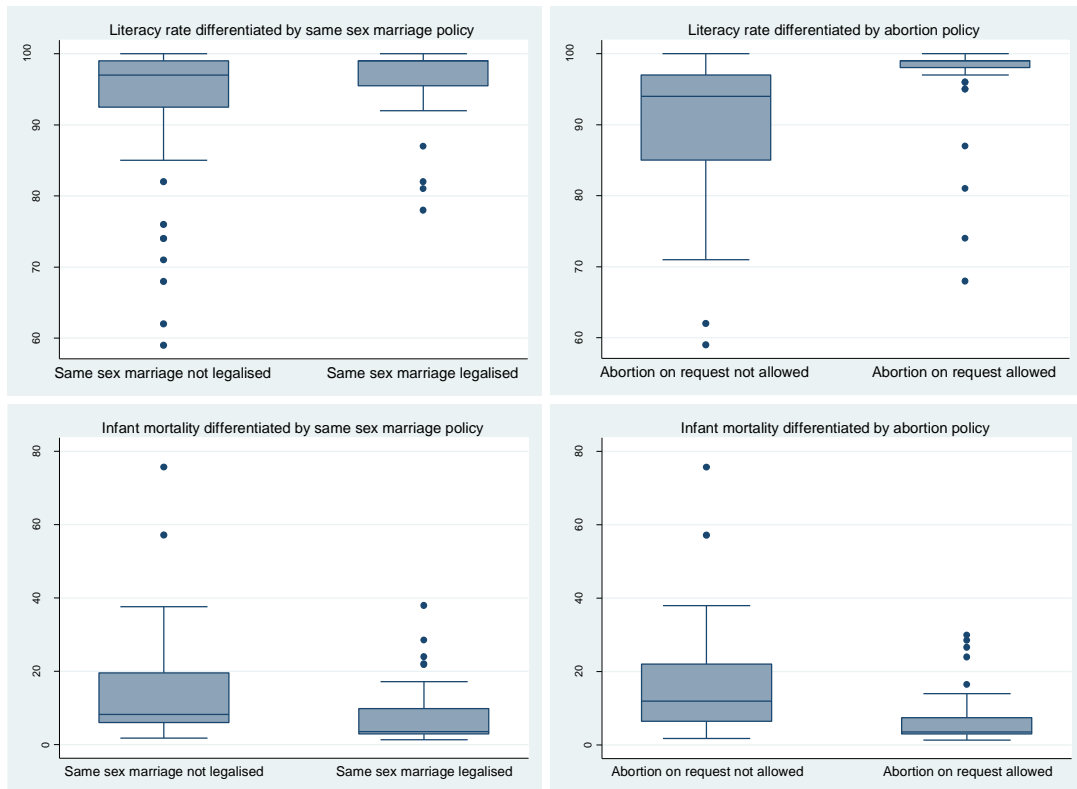 Literacy rate differentiated by same sex marriage policy
100
90
80
70
60
Same sex marriage not legalised
Same sex marriage legalised
Literacy rate differentiated by abortion policy
100
90
80
70
60
Abortion on request not allowed
Abortion on request allowed
Infant mortality differentiated by same sex marriage policy
80
60
40
20
0
Same sex marriage not legalised
Same sex marriage legalised
Infant mortality differentiated by abortion policy
80
60
40
20
0
Abortion on request not allowed
Abortion on request allowed